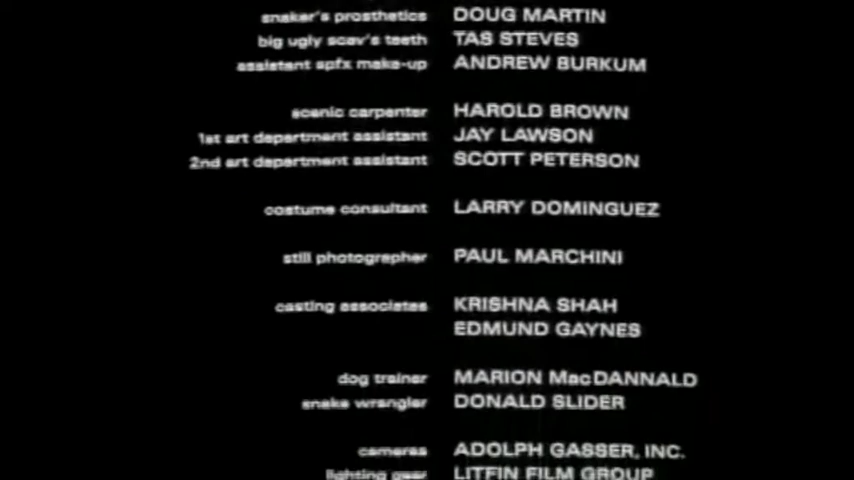 snaker's prosthetics DOUG MARTIN
big ugly scav's teeth TAS STEVES
assistant spfx make-up ANDREW BURKUM
scenic carpenter HAROLD BROWN
1st art department assistant JAY LAWSON
2nd art department assistant SCOTT PETERSON
costume consultant LARRY DOMINGUEZ
still photographer PAUL MARCHINI
casting associates KRISHNA SHAH
EDMUND GAYNES
dog trainer MARION MacDANNALD
snake wrangler DONALD SLIDER
cameras ADOLPH GASSER, INC.
lighting gear LITFIN FILM GROUP